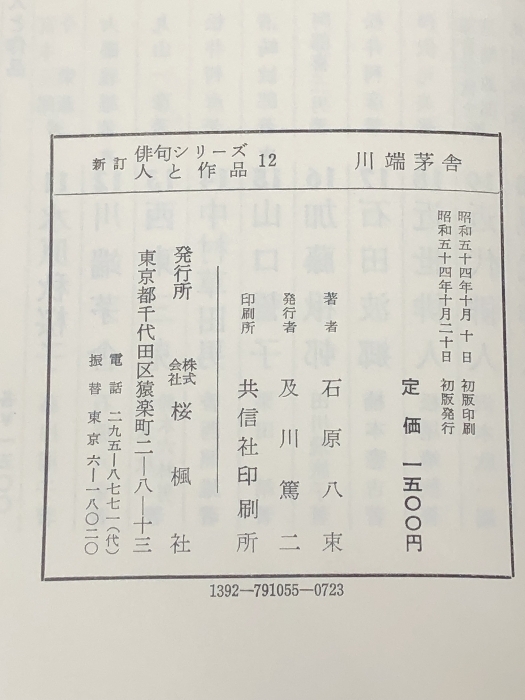 新訂 俳句シリーズ 人と作品 12 川端茅舎
昭和五十四年十月 十日 初版印刷
昭和五十四年十月二十日 初版発行
定価 一五〇〇円
著者 石原八束
発行者 及川篤二
印刷所 共信社印刷所
発行所 株式会社 桜楓社
東京都千代田区猿楽町二―八―十三
電話 二九五―八七七一(代)
振替 東京 六―一八〇二〇
1392―791055―0723